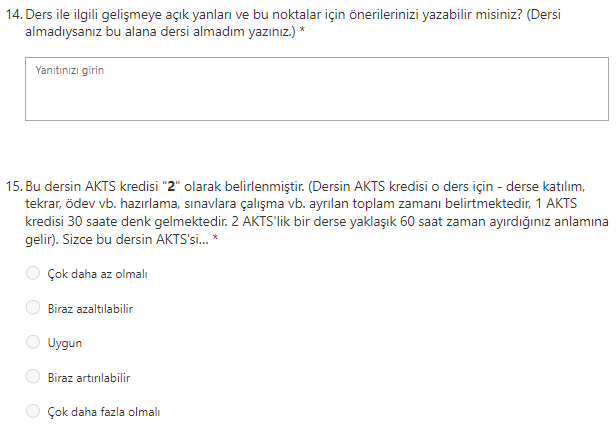 14. Ders ile ilgili gelişmeye açık yanları ve bu noktalar için önerilerinizi yazabilir misiniz? (Dersi
almadıysanız bu alana dersi almadım yazınız.) *
Yanıtınızı girin
15. Bu dersin AKTS kredisi "2" olarak belirlenmiştir. (Dersin AKTS kredisi o ders için - derse katılım,
tekrar, ödev vb. hazırlama, sınavlara çalışma vb. ayrılan toplam zamanı belirtmektedir, 1 AKTS
kredisi 30 saate denk gelmektedir. 2 AKTS'lik bir derse yaklaşık 60 saat zaman ayırdığınız anlamına
gelir). Sizce bu dersin AKTS'si... *
Çok daha az olmalı
Biraz azaltılabilir
Uygun
Biraz artırılabilir
Çok daha fazla olmalı